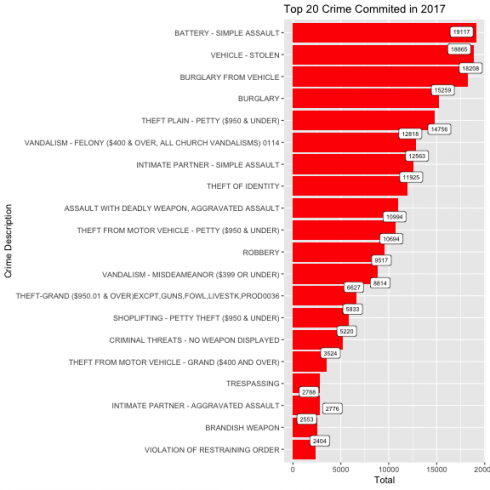 Top 20 Crime Commited in 2017
Crime Description
BATTERY - SIMPLE ASSAULT
19117
VEHICLE - STOLEN
18865
BURGLARY FROM VEHICLE
18208
BURGLARY
15259
THEFT PLAIN - PETTY ($950 & UNDER)
14756
VANDALISM - FELONY ($400 & OVER, ALL CHURCH VANDALISMS) 0114
12818
INTIMATE PARTNER - SIMPLE ASSAULT
12563
THEFT OF IDENTITY
11925
ASSAULT WITH DEADLY WEAPON, AGGRAVATED ASSAULT
10994
THEFT FROM MOTOR VEHICLE - PETTY ($950 & UNDER)
10694
ROBBERY
9517
VANDALISM - MISDEAMEANOR ($399 OR UNDER)
8814
THEFT-GRAND ($950.01 & OVER)EXCPT,GUNS,FOWL,LIVESTK,PROD0036
6627
SHOPLIFTING - PETTY THEFT ($950 & UNDER)
5833
CRIMINAL THREATS - NO WEAPON DISPLAYED
5220
THEFT FROM MOTOR VEHICLE - GRAND ($400 AND OVER)
3524
TRESPASSING
2788
INTIMATE PARTNER - AGGRAVATED ASSAULT
2776
BRANDISH WEAPON
2553
VIOLATION OF RESTRAINING ORDER
2404
0 5000 10000 15000 20000
Total